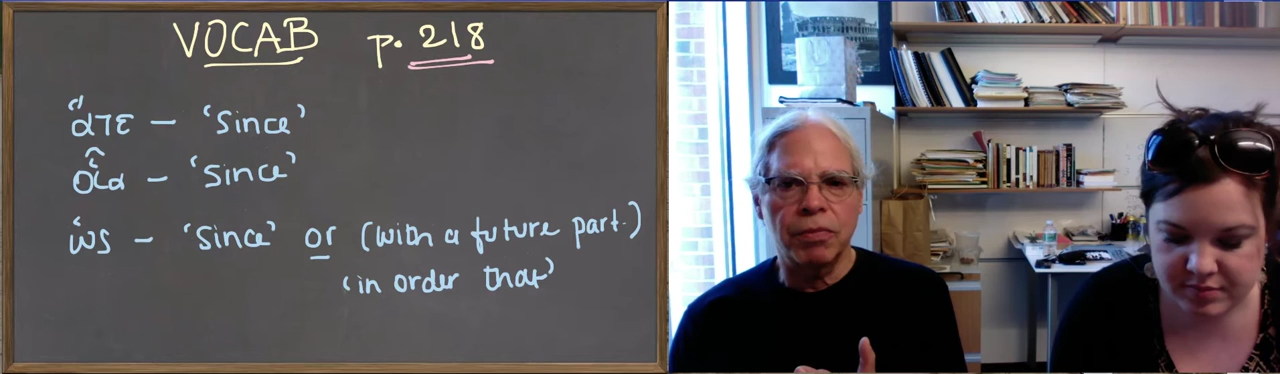 VOCAB p. 218
ἅτε – 'Since'
οἷα – 'Since'
ὡς – 'Since' or (with a future part.)
'in order that'